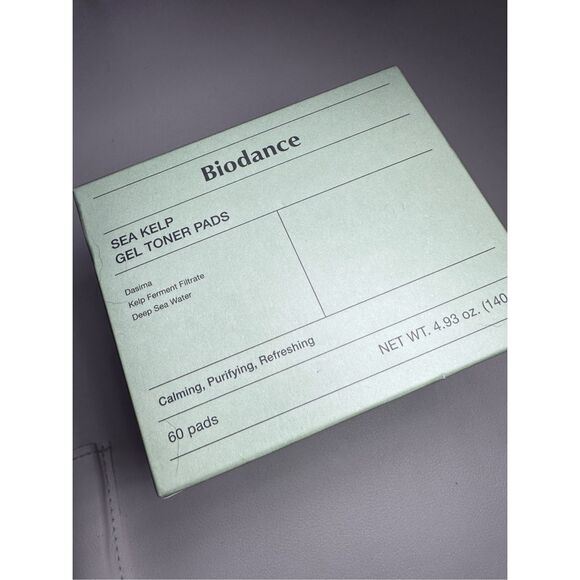 Biodance
SEA KELP
GEL TONER PADS
Dasima
Kelp Ferment Filtrate
Deep Sea Water
Calming, Purifying, Refreshing
NET WT. 4.93 oz. (140
60 pads